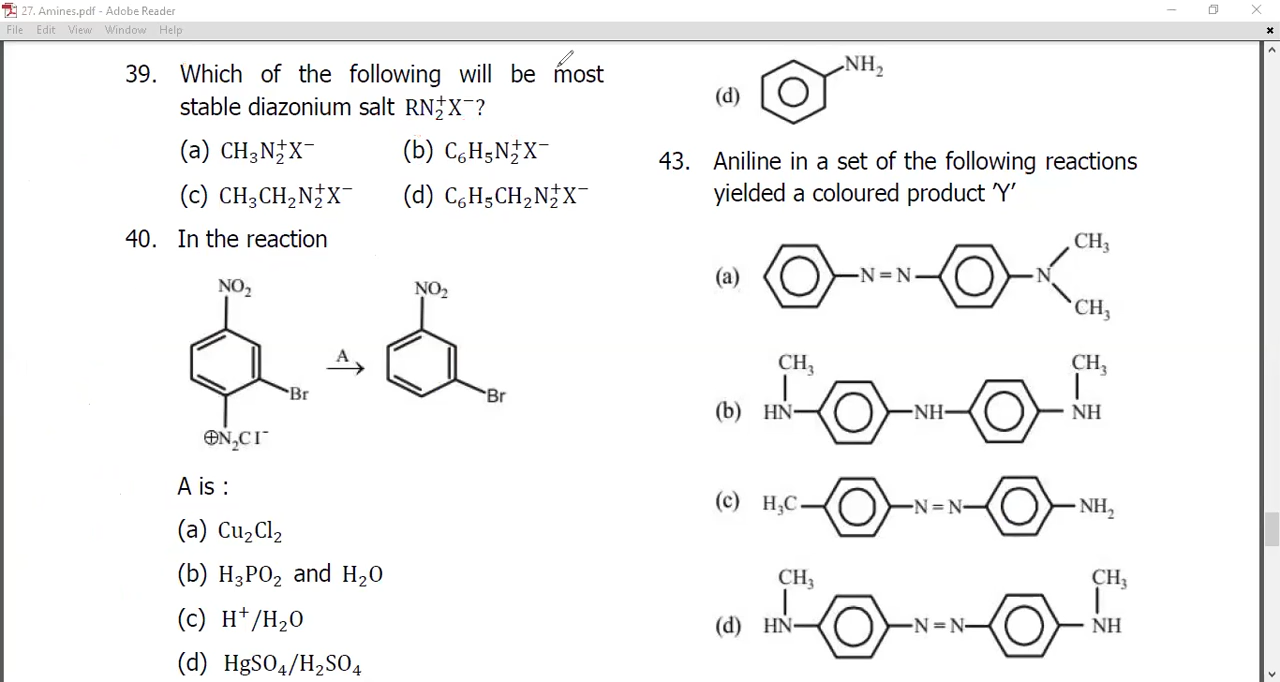 27. Amines.pdf - Adobe Reader
File Edit View Window Help
39. Which of the following will be most
stable diazonium salt RN₂⁺X⁻?
(a) CH₃N₂⁺X⁻ (b) C₆H₅N₂⁺X⁻
(c) CH₃CH₂N₂⁺X⁻ (d) C₆H₅CH₂N₂⁺X⁻
40. In the reaction
NO₂ NO₂
A
Br Br
⊕N₂Cl⁻
A is :
(a) Cu₂Cl₂
(b) H₃PO₂ and H₂O
(c) H⁺/H₂O
(d) HgSO₄/H₂SO₄
(d) NH₂
43. Aniline in a set of the following reactions
yielded a coloured product 'Y'
CH₃
(a) N=N N
CH₃
CH₃ CH₃
(b) HN NH NH
(c) H₃C N=N NH₂
CH₃ CH₃
(d) HN N=N NH